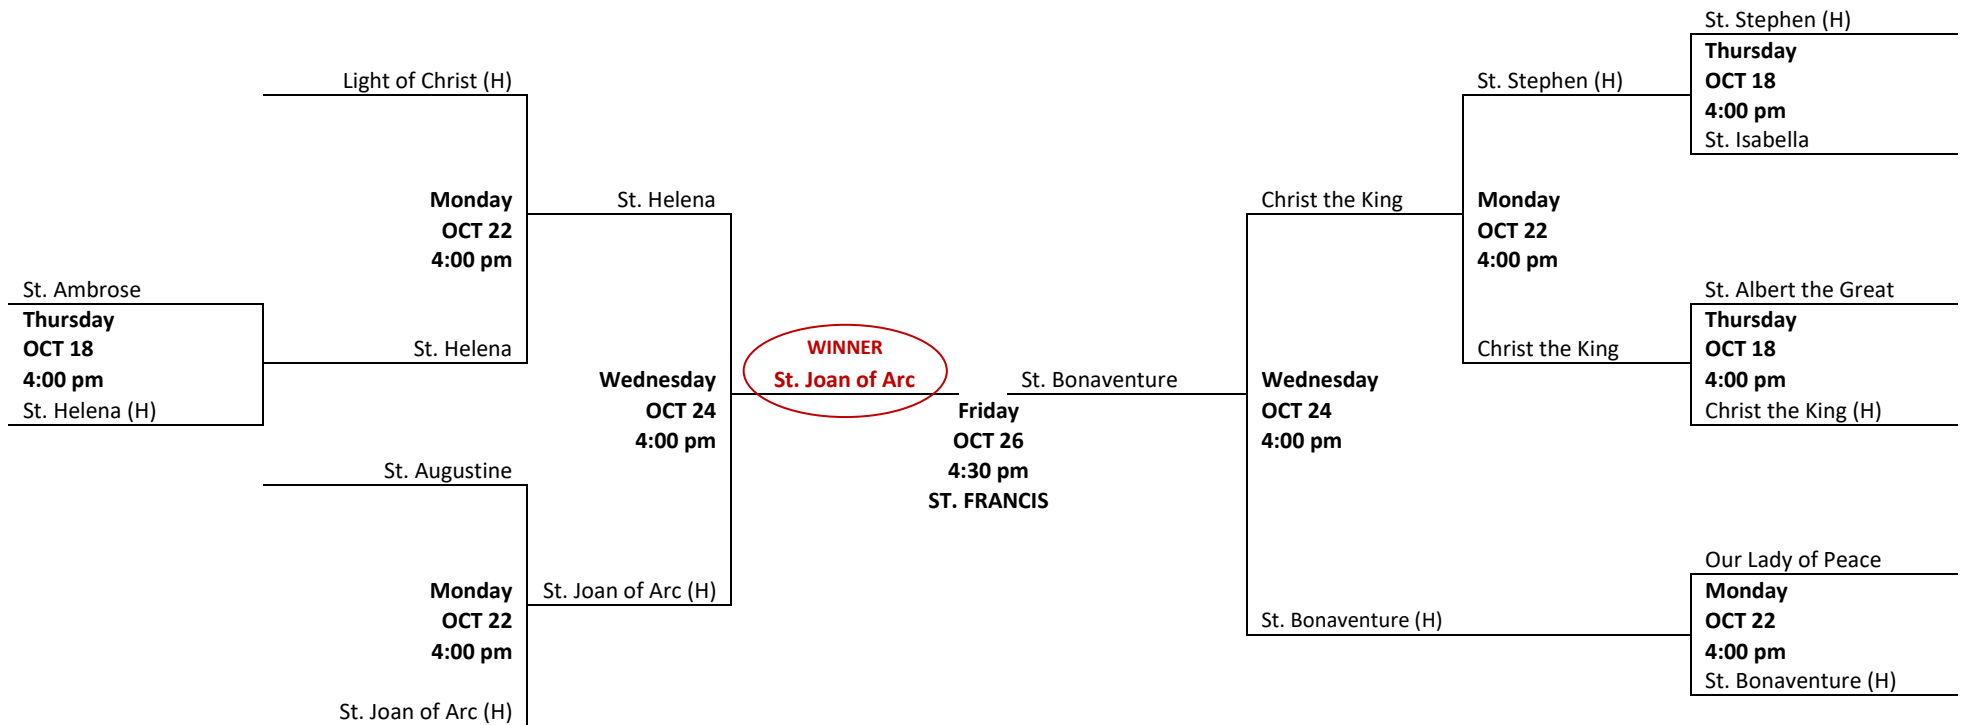 St. Stephen (H)
Thursday
OCT 18
4:00 pm
St. Isabella
Light of Christ (H)
St. Stephen (H)
Monday
OCT 22
4:00 pm
St. Helena
Christ the King
Monday
OCT 22
4:00 pm
St. Ambrose
Thursday
OCT 18
4:00 pm
St. Helena (H)
St. Helena
WINNER
St. Joan of Arc
St. Bonaventure
Christ the King
St. Albert the Great
Thursday
OCT 18
4:00 pm
Christ the King (H)
Wednesday
OCT 24
4:00 pm
Friday
OCT 26
4:30 pm
ST. FRANCIS
Wednesday
OCT 24
4:00 pm
St. Augustine
Monday
OCT 22
4:00 pm
St. Joan of Arc (H)
St. Joan of Arc (H)
St. Bonaventure (H)
Our Lady of Peace
Monday
OCT 22
4:00 pm
St. Bonaventure (H)